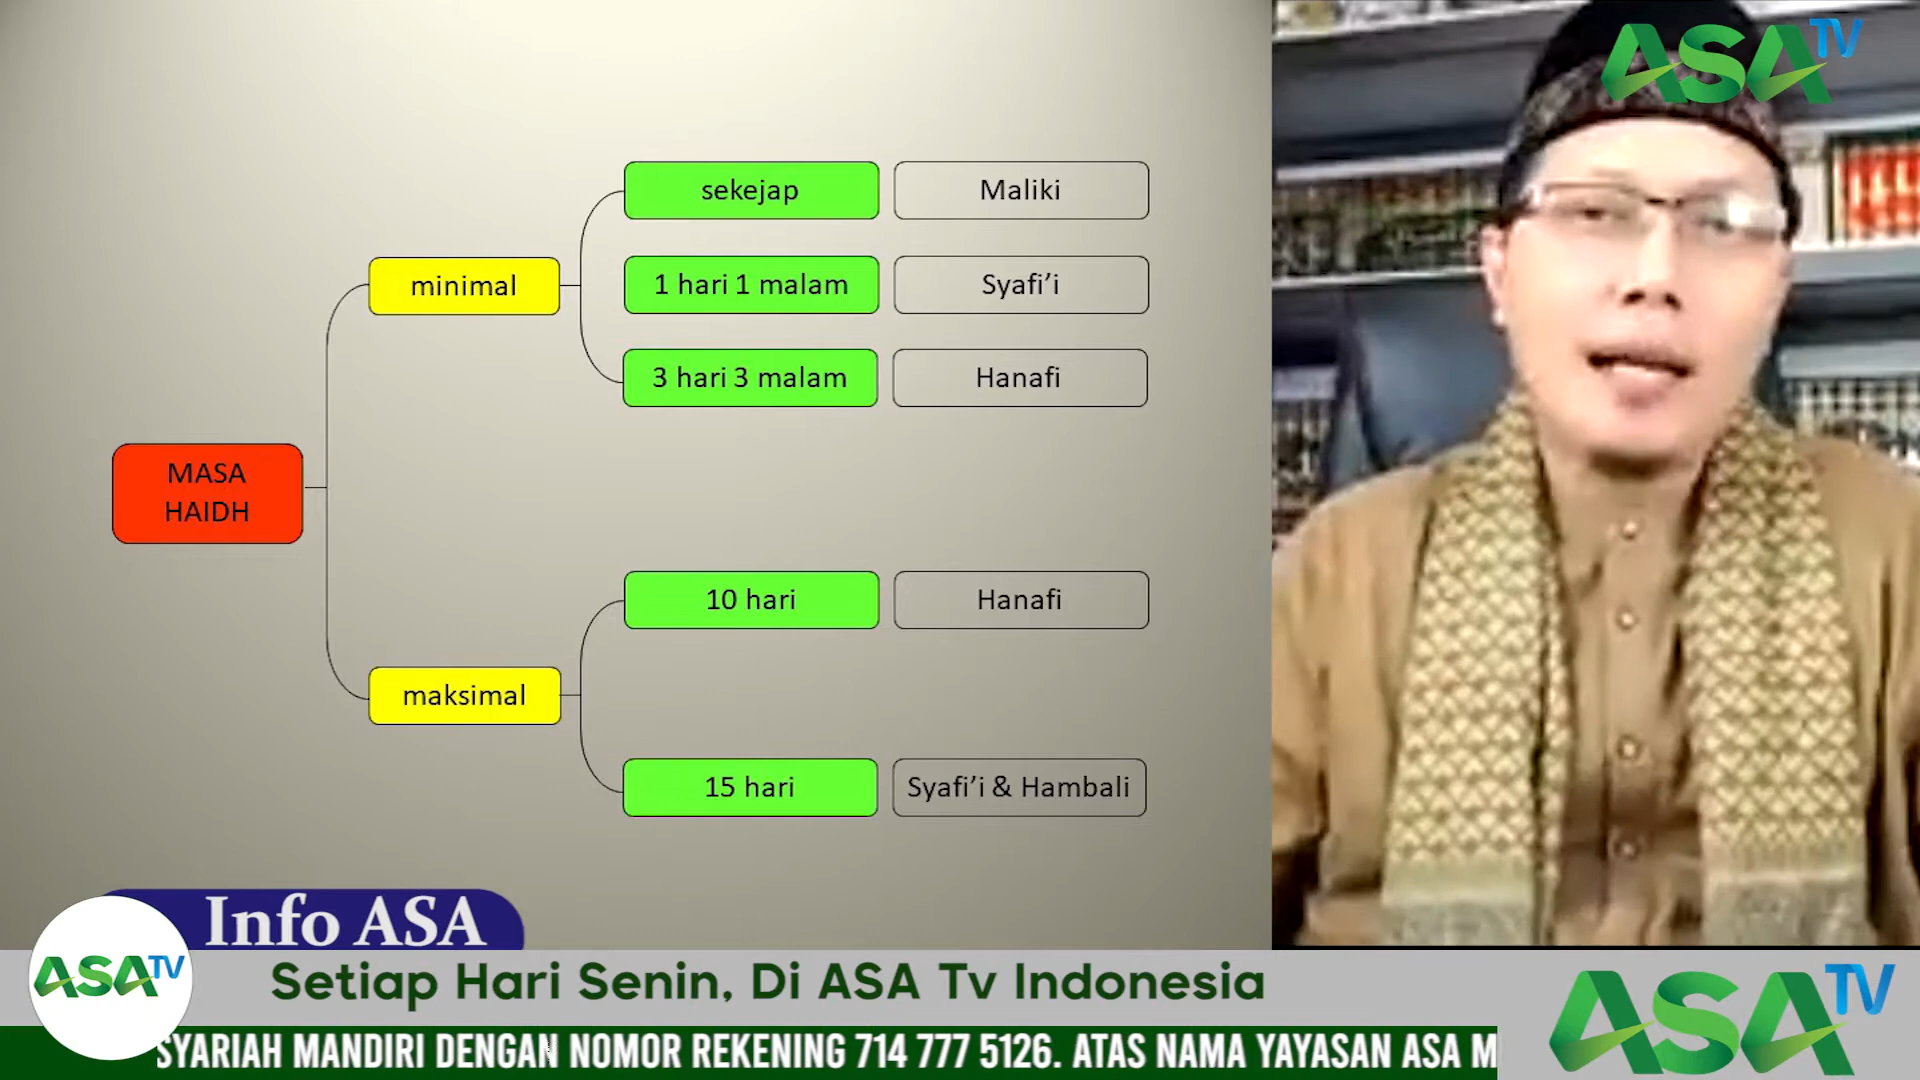 ASA TV
sekejap Maliki
minimal 1 hari 1 malam Syafi’i
3 hari 3 malam Hanafi
MASA
HAIDH
10 hari Hanafi
maksimal
15 hari Syafi’i & Hambali
Info ASA
ASA TV
Setiap Hari Senin, Di ASA Tv Indonesia
ASA TV
SYARIAH MANDIRI DENGAN NOMOR REKENING 714 777 5126. ATAS NAMA YAYASAN ASA M